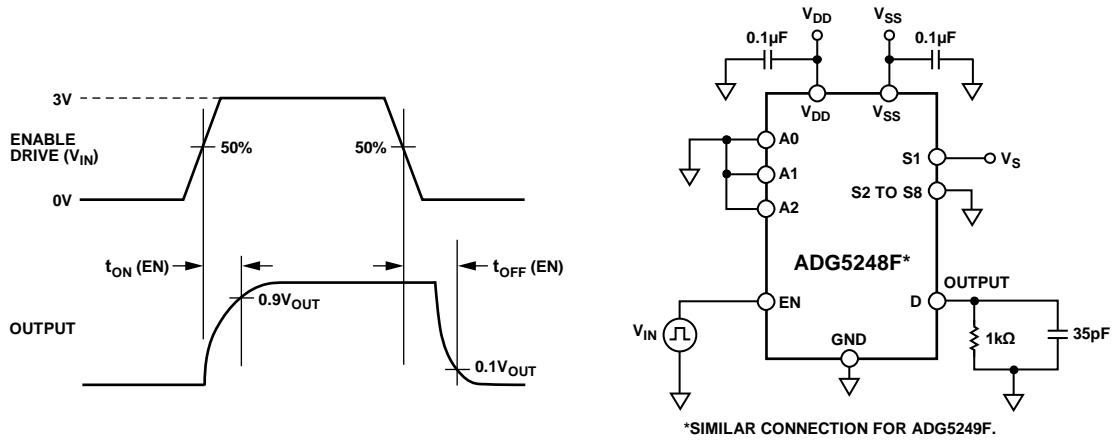 3V
ENABLE
DRIVE (VIN)
50%
50%
0V
tON (EN)
tOFF (EN)
0.9VOUT
OUTPUT
0.1VOUT
VDD
VSS
0.1µF
0.1µF
VDD
VSS
A0
A1
A2
S1
VS
S2 TO S8
ADG5248F*
OUTPUT
EN
D
VIN
GND
1kΩ
35pF
*SIMILAR CONNECTION FOR ADG5249F.